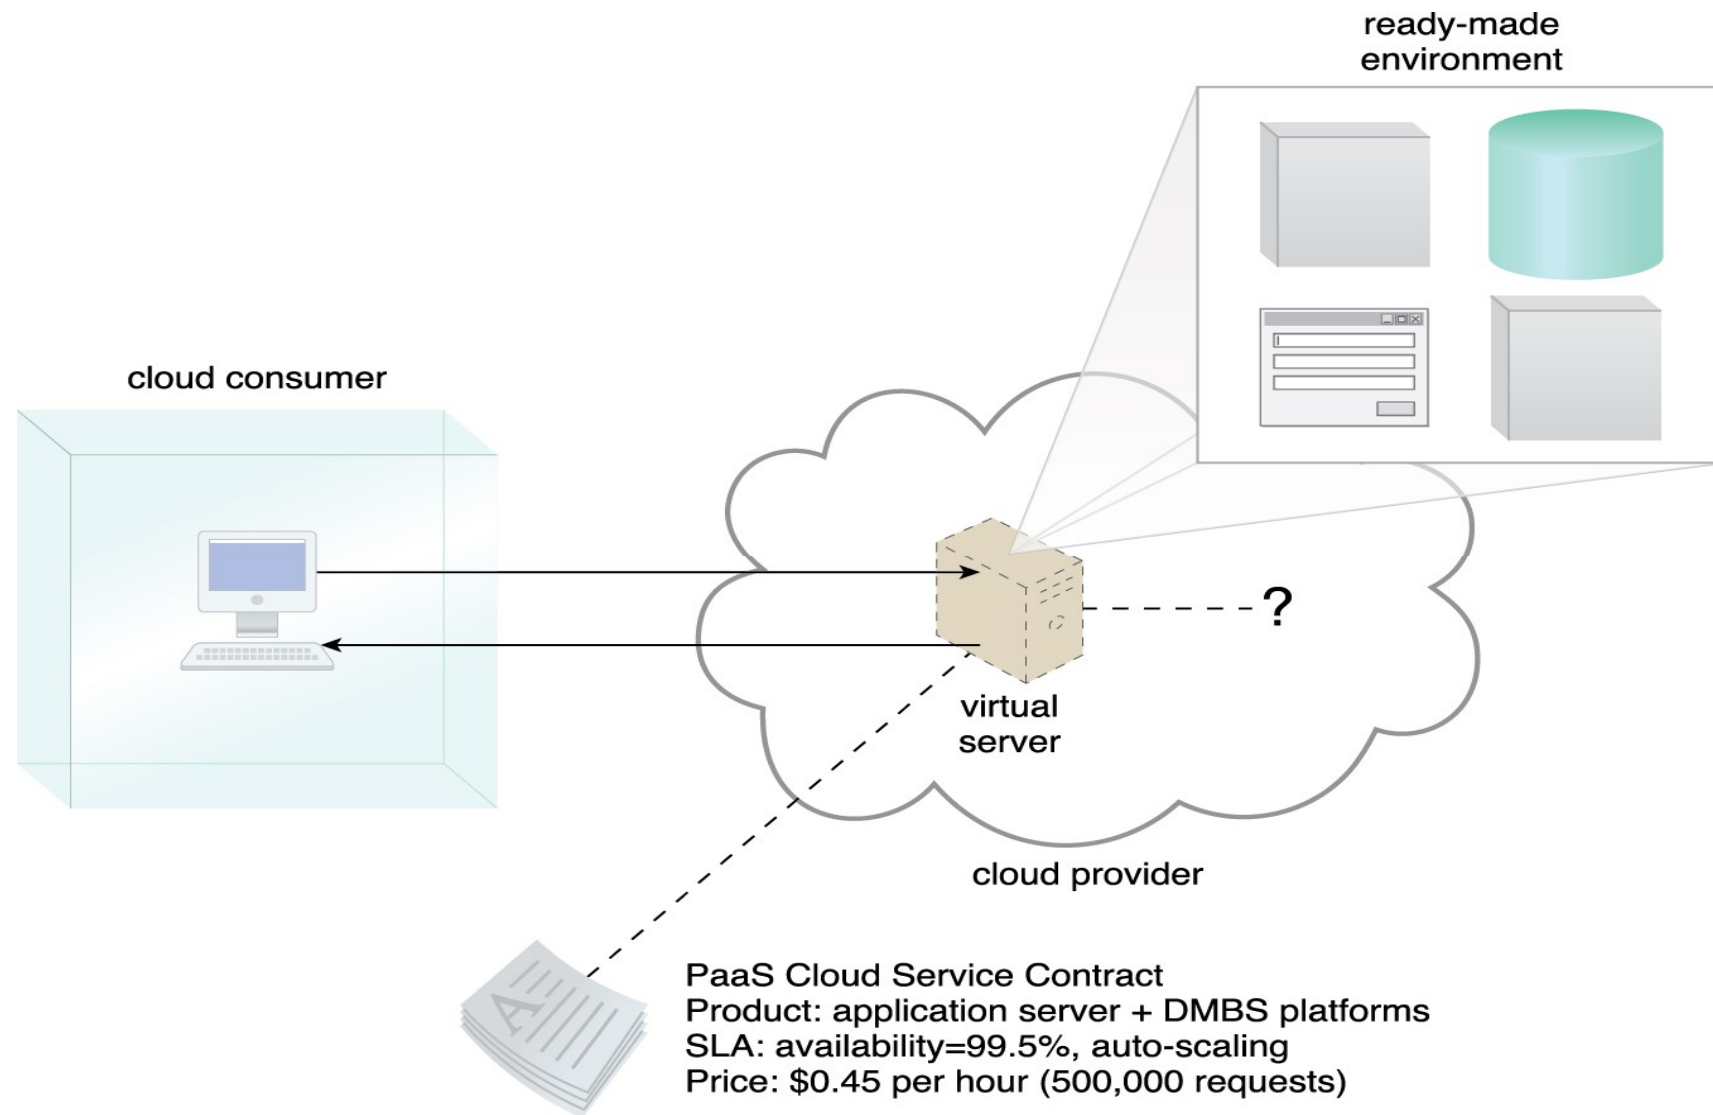 ready-made
environment
cloud consumer
?
virtual
server
cloud provider
A
PaaS Cloud Service Contract
Product: application server + DMBS platforms
SLA: availability=99.5%, auto-scaling
Price: $0.45 per hour (500,000 requests)